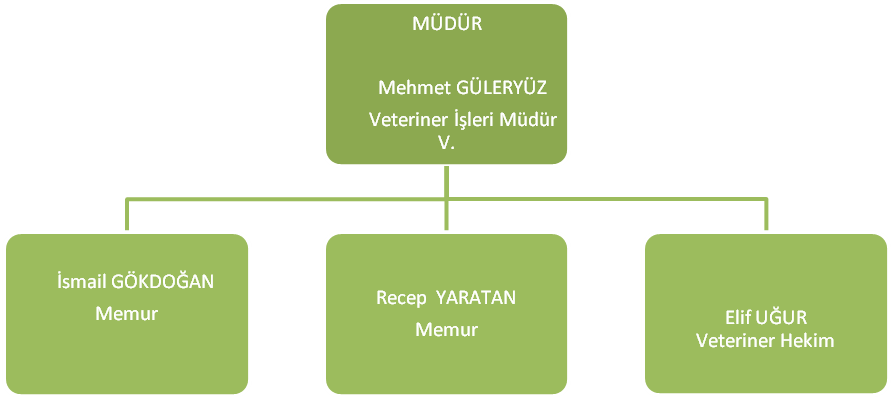 MÜDÜR
Mehmet GÜLERYÜZ
Veteriner İşleri Müdür
V.
İsmail GÖKDOĞAN
Memur
Recep  YARATAN
Memur
Elif UĞUR
Veteriner Hekim